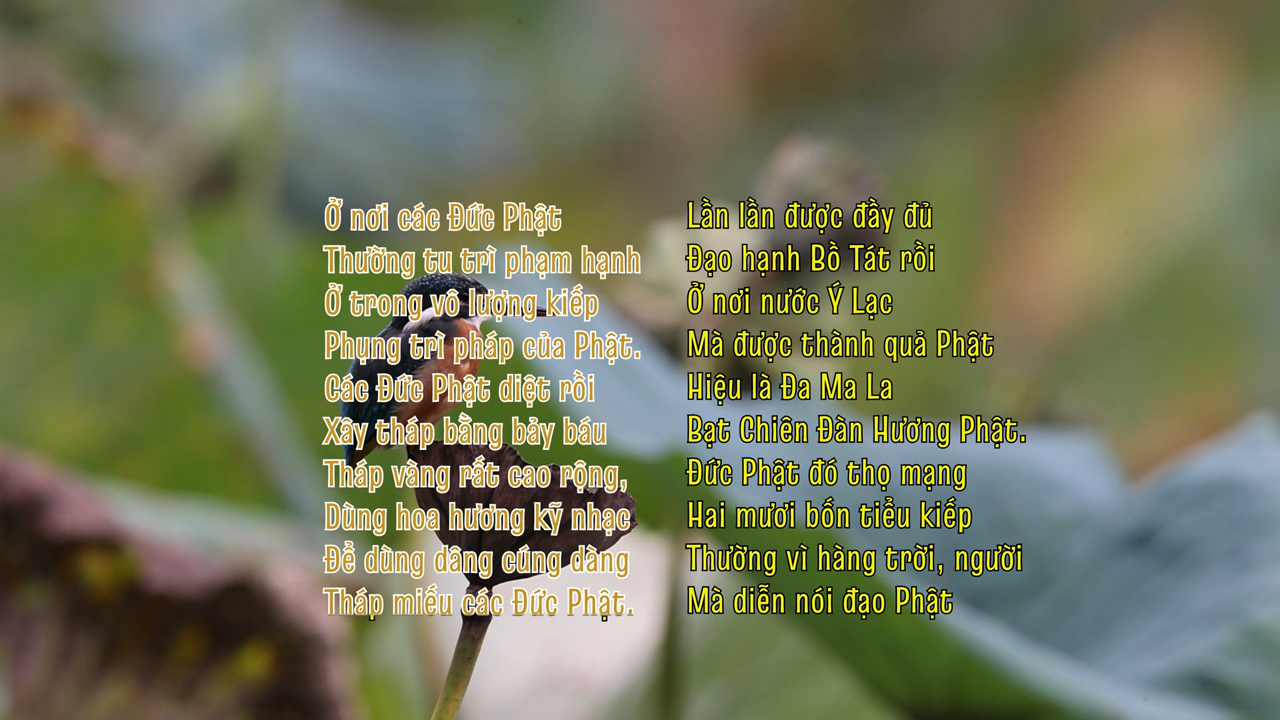 Ở nơi các Đức Phật
Thường tu trì phạm hạnh
Ở trong vô lượng kiếp
Phụng trì pháp của Phật.
Các Đức Phật diệt rồi
Xây tháp bằng bảy báu
Tháp vàng rất cao rộng,
Dùng hoa hương kỹ nhạc
Để dùng dâng cúng dàng
Tháp miếu các Đức Phật.
Lần lần được đầy đủ
Đạo hạnh Bồ Tát rồi
Ở nơi nước Ý Lạc
Mà được thành quả Phật
Hiệu là Đa Ma La
Bạt Chiên Đàn Hương Phật.
Đức Phật đó thọ mạng
Hai mươi bốn tiểu kiếp
Thường vì hàng trời, người
Mà diễn nói đạo Phật